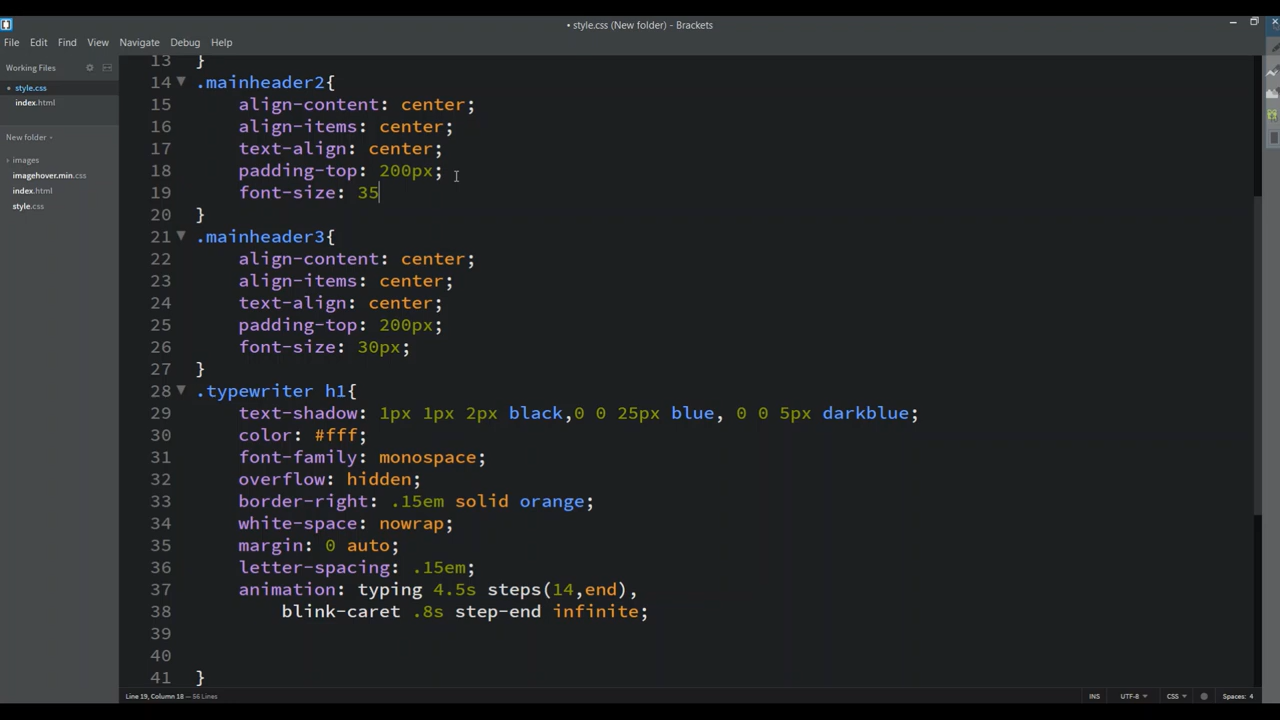 • style.css (New folder) - Brackets
File Edit Find View Navigate Debug Help
Working Files
• style.css
index.html
New folder
images
imagehover.min.css
index.html
style.css
13 }
14 .mainheader2{
15 align-content: center;
16 align-items: center;
17 text-align: center;
18 padding-top: 200px;
19 font-size: 35
20 }
21 .mainheader3{
22 align-content: center;
23 align-items: center;
24 text-align: center;
25 padding-top: 200px;
26 font-size: 30px;
27 }
28 .typewriter h1{
29 text-shadow: 1px 1px 2px black,0 0 25px blue, 0 0 5px darkblue;
30 color: #fff;
31 font-family: monospace;
32 overflow: hidden;
33 border-right: .15em solid orange;
34 white-space: nowrap;
35 margin: 0 auto;
36 letter-spacing: .15em;
37 animation: typing 4.5s steps(14,end),
38 blink-caret .8s step-end infinite;
39
40
41 }
Line 19, Column 18 — 56 Lines INS UTF-8 CSS Spaces: 4